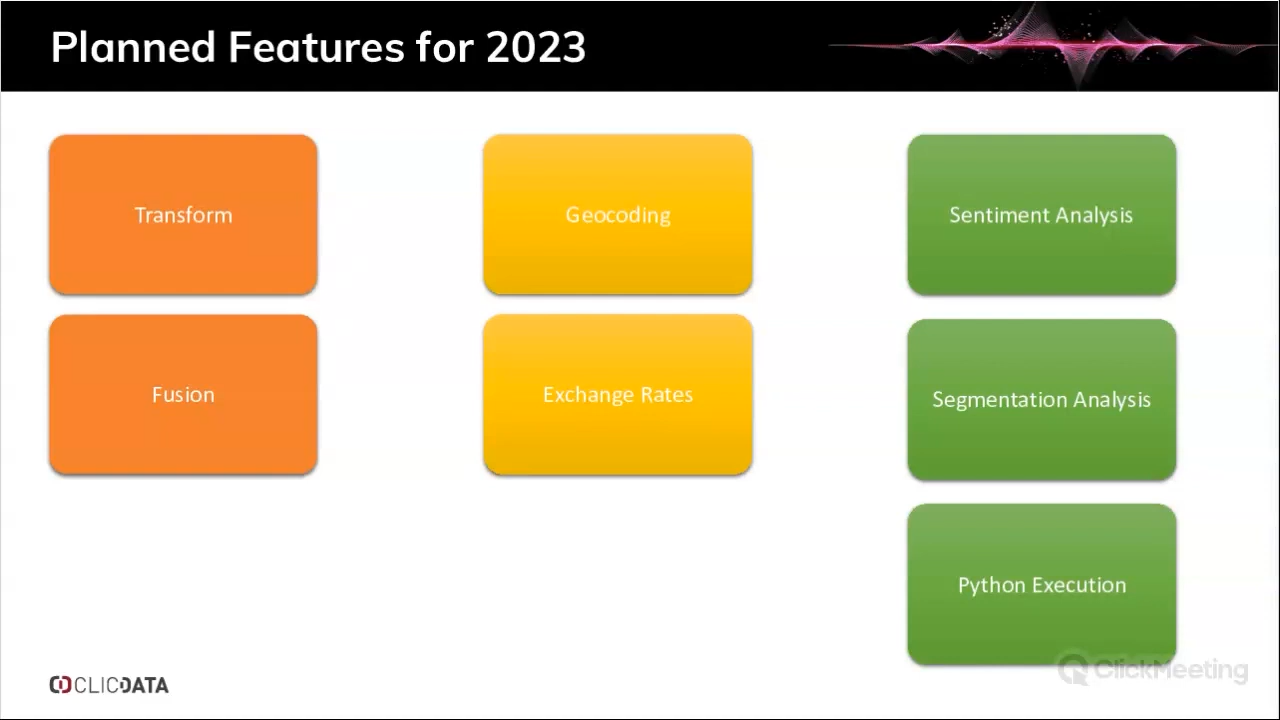 Planned Features for 2023
Transform
Geocoding
Sentiment Analysis
Fusion
Exchange Rates
Segmentation Analysis
Python Execution
CLICDATA
ClickMeeting